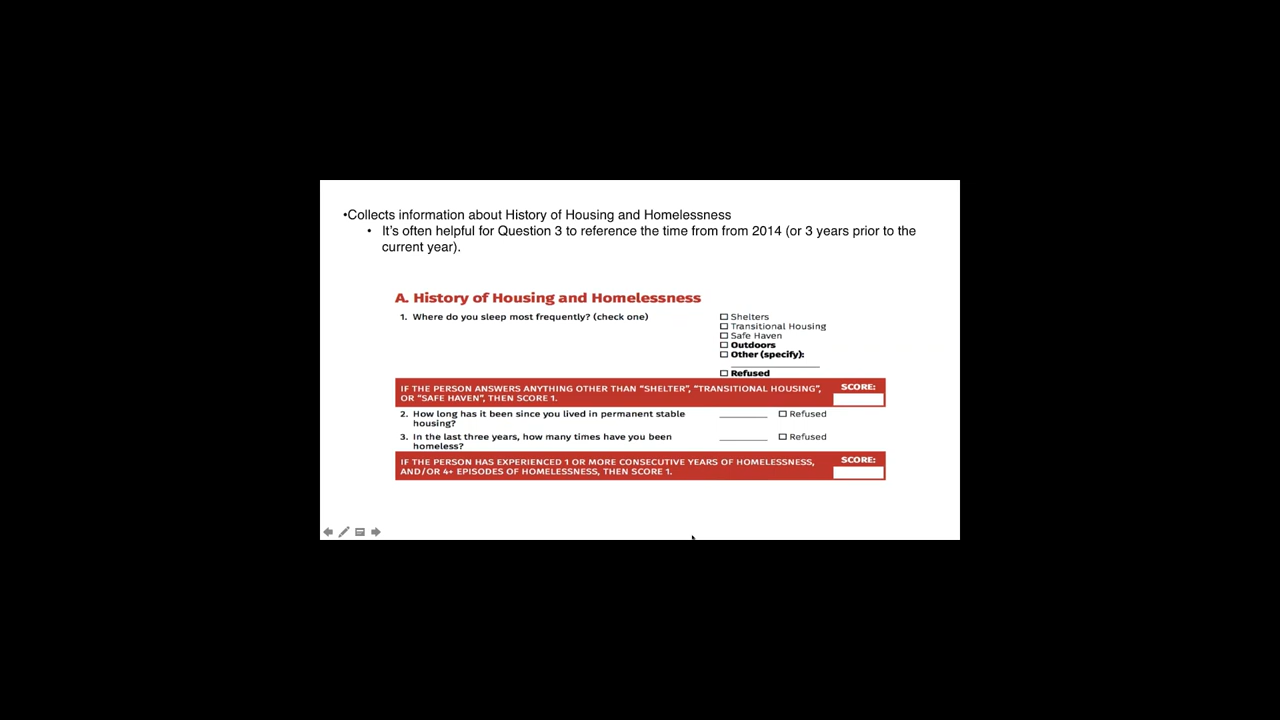 •Collects information about History of Housing and Homelessness
• It's often helpful for Question 3 to reference the time from from 2014 (or 3 years prior to the
current year).
A. History of Housing and Homelessness
1. Where do you sleep most frequently? (check one)
Shelters
Transitional Housing
Safe Haven
Outdoors
Other (specify):
Refused
IF THE PERSON ANSWERS ANYTHING OTHER THAN “SHELTER”, “TRANSITIONAL HOUSING”,
OR “SAFE HAVEN”, THEN SCORE 1.
SCORE:
2. How long has it been since you lived in permanent stable
housing?
Refused
3. In the last three years, how many times have you been
homeless?
Refused
IF THE PERSON HAS EXPERIENCED 1 OR MORE CONSECUTIVE YEARS OF HOMELESSNESS,
AND/OR 4+ EPISODES OF HOMELESSNESS, THEN SCORE 1.
SCORE: